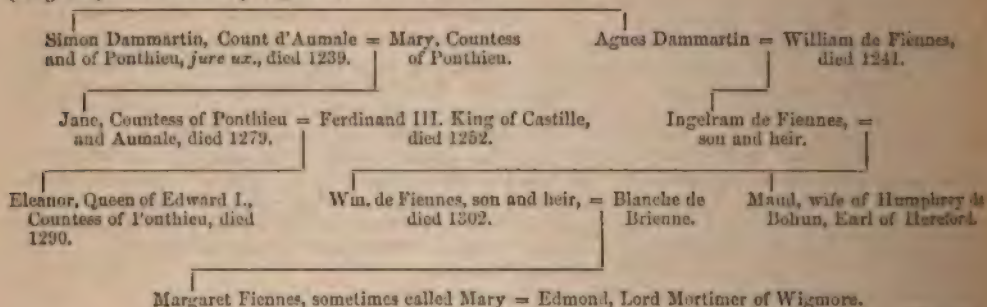 Simon Dammartin, Count d'Aumale = Mary, Countess
and of Ponthieu, jure ux., died 1239. of Ponthieu.
Agnes Dammartin = William de Fiennes,
died 1241.
Jane, Countess of Ponthieu = Ferdinand III. King of Castille,
and Aumale, died 1279. died 1252.
Ingelram de Fiennes, =
son and heir.
Eleanor, Queen of Edward I.,
Countess of Ponthieu, died
1290.
Wm. de Fiennes, son and heir, = Blanche de
died 1302. Brienne.
Maud, wife of Humphrey de
Bohun, Earl of Hereford.
Margaret Fiennes, sometimes called Mary = Edmond, Lord Mortimer of Wigmore.